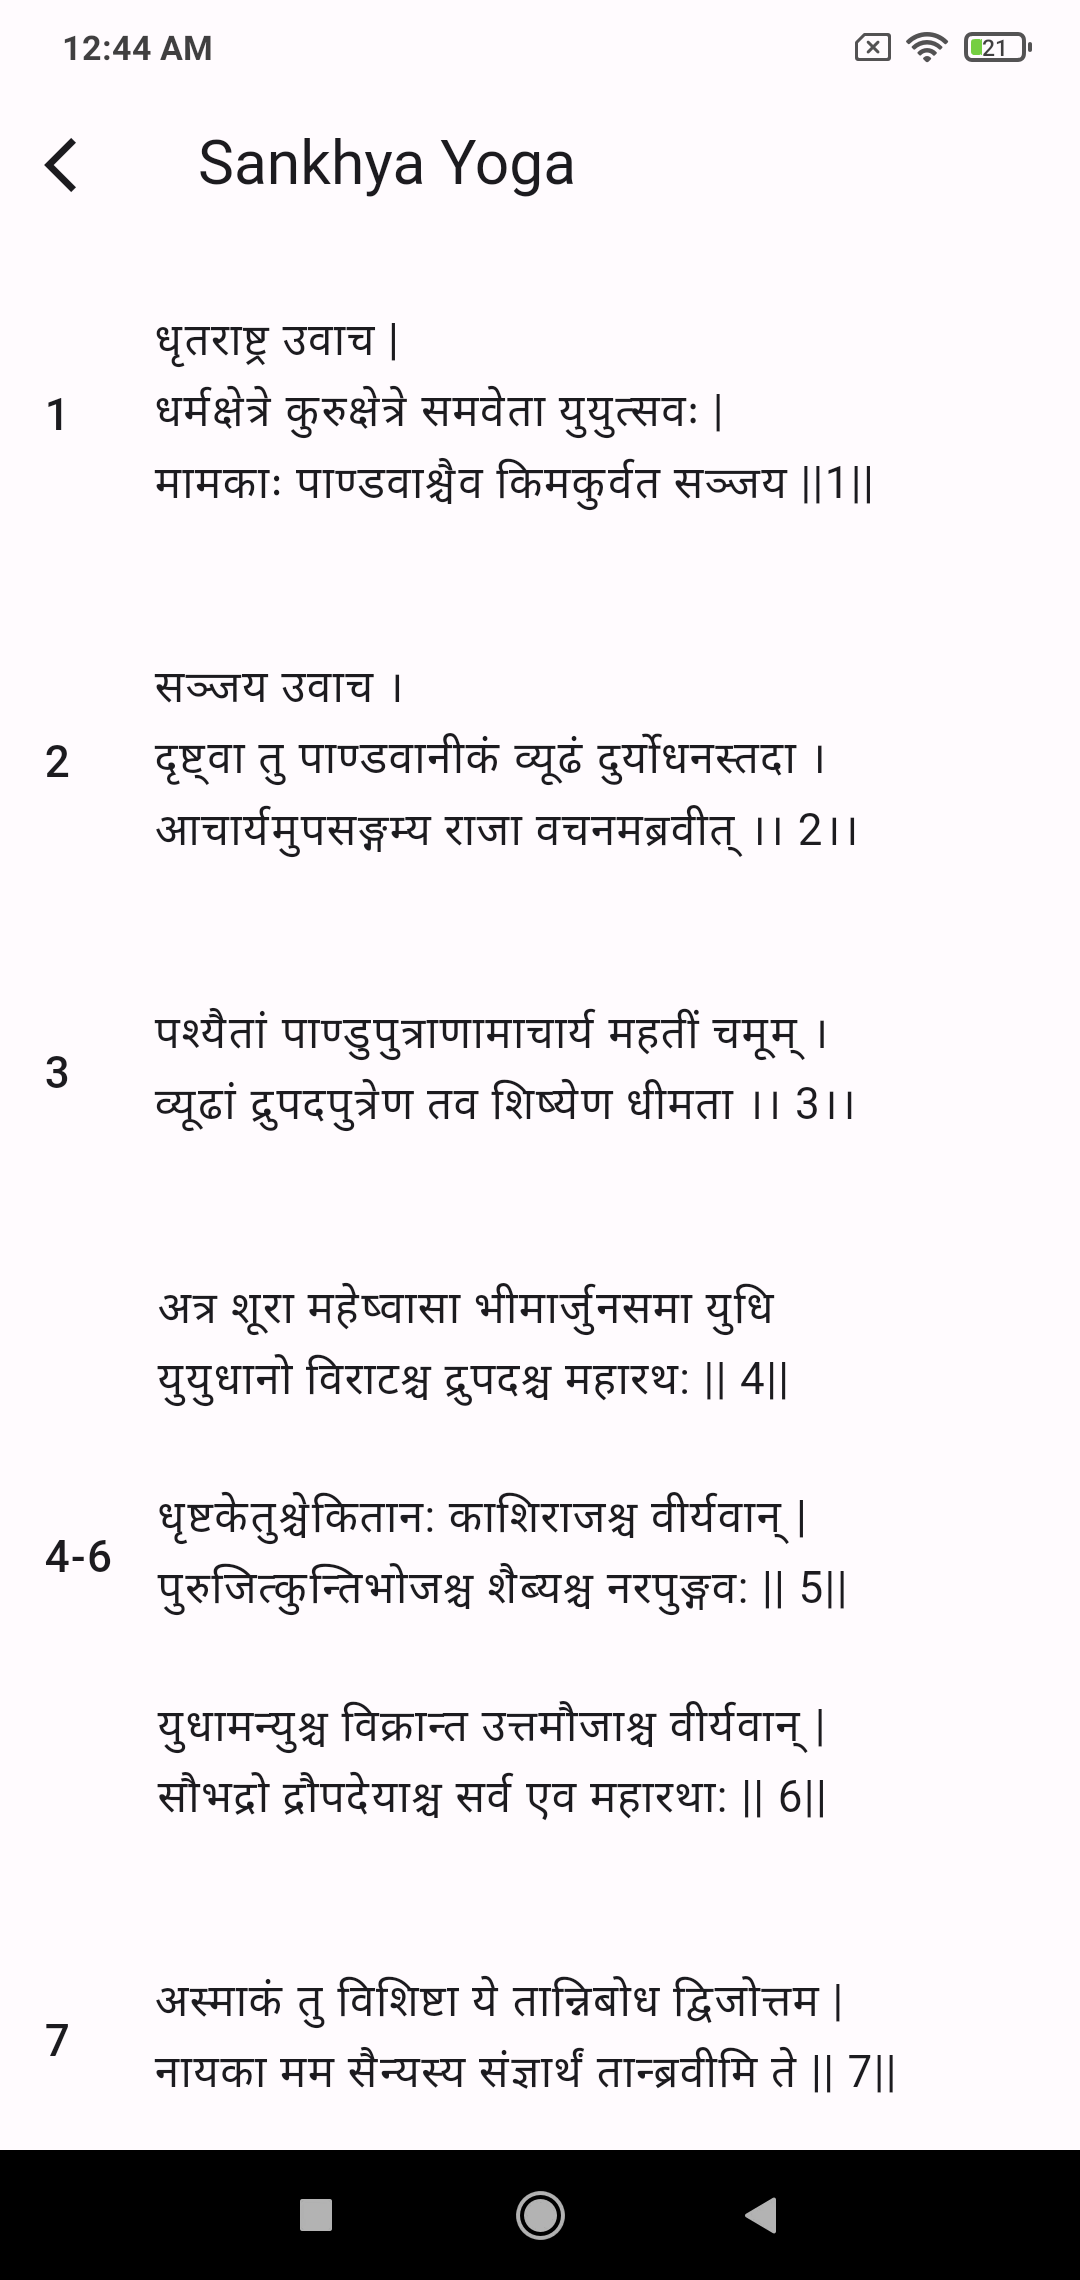 12:44 AM
21
Sankhya Yoga
धृतराष्ट्र उवाच |
1
धर्मक्षेत्रे कुरुक्षेत्रे समवेता युयुत्सवः |
मामकाः पाण्डवाश्चैव किमकुर्वत सञ्जय ||1||
सञ्जय उवाच ।
2
दृष्ट्वा तु पाण्डवानीकं व्यूढं दुर्योधनस्तदा ।
आचार्यमुपसङ्गम्य राजा वचनमब्रवीत् ।। 2।।
पश्यैतां पाण्डुपुत्राणामाचार्य महतीं चमूम् ।
3
व्यूढां द्रुपदपुत्रेण तव शिष्येण धीमता ।। 3।।
अत्र शूरा महेष्वासा भीमार्जुनसमा युधि
युयुधानो विराटश्च द्रुपदश्च महारथ: || 4||
धृष्टकेतुश्चेकितान: काशिराजश्च वीर्यवान् |
4-6
पुरुजित्कुन्तिभोजश्च शैब्यश्च नरपुङ्गव: || 5||
युधामन्युश्च विक्रान्त उत्तमौजाश्च वीर्यवान् |
सौभद्रो द्रौपदेयाश्च सर्व एव महारथा: || 6||
अस्माकं तु विशिष्टा ये तान्निबोध द्विजोत्तम |
7
नायका मम सैन्यस्य संज्ञार्थं तान्ब्रवीमि ते || 7||